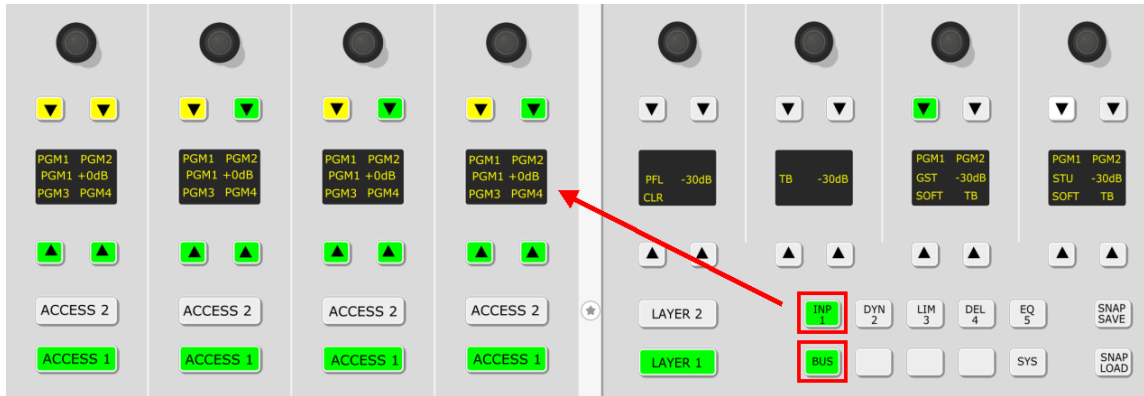 PGM1 PGM2
PGM1 +0dB
PGM3 PGM4
PGM1 PGM2
PGM1 +0dB
PGM3 PGM4
PGM1 PGM2
PGM1 +0dB
PGM3 PGM4
PGM1 PGM2
PGM1 +0dB
PGM3 PGM4
PFL -30dB
CLR
TB -30dB
PGM1 PGM2
GST -30dB
SOFT TB
PGM1 PGM2
STU -30dB
SOFT TB
ACCESS 2
ACCESS 2
ACCESS 2
ACCESS 2
LAYER 2
INP
1
DYN
2
LIM
3
DEL
4
EQ
5
SNAP
SAVE
ACCESS 1
ACCESS 1
ACCESS 1
ACCESS 1
LAYER 1
BUS
SYS
SNAP
LOAD